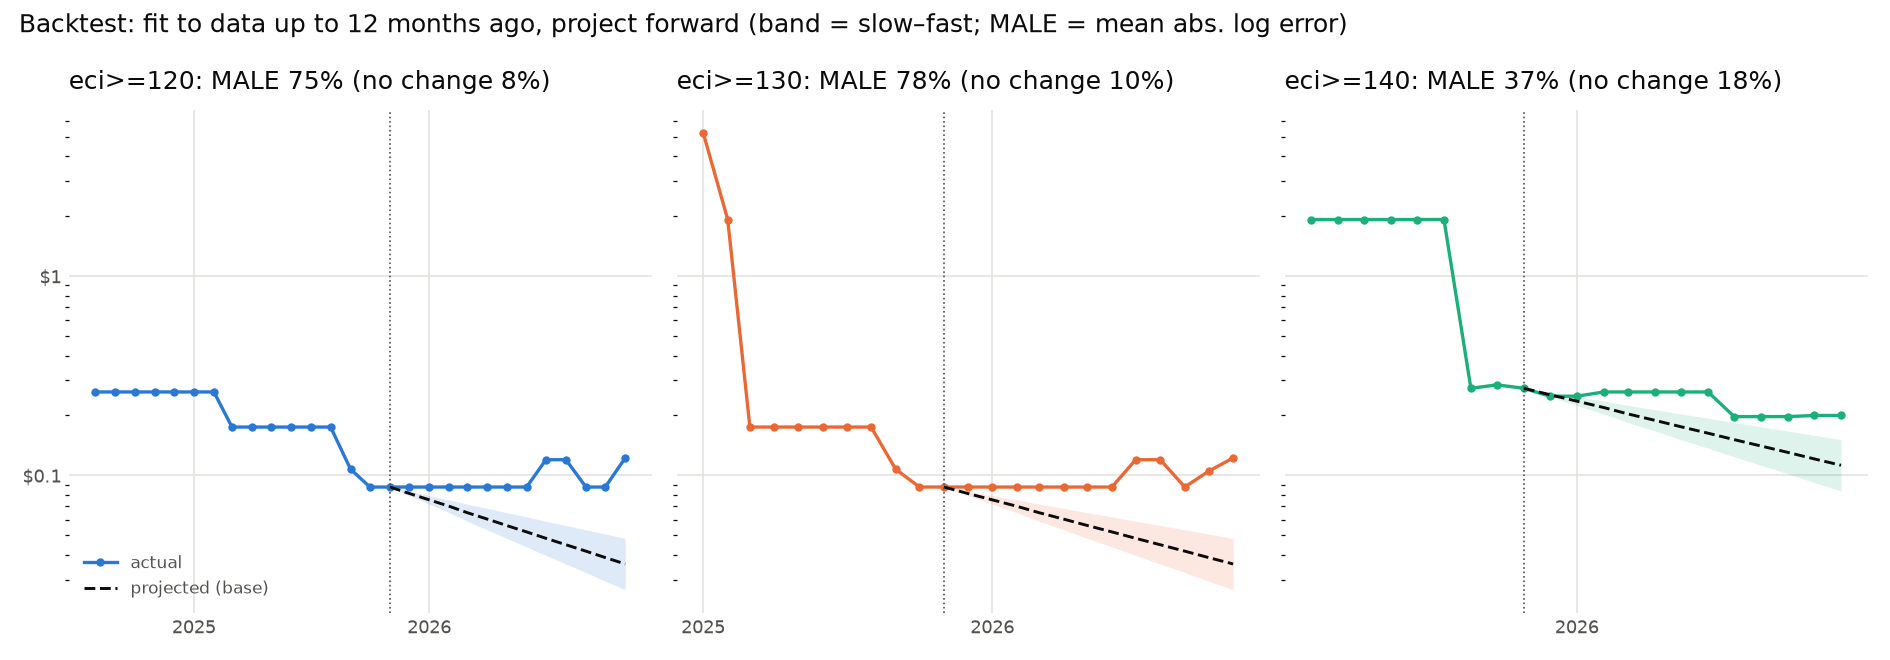 Backtest: fit to data up to 12 months ago, project forward (band = slow–fast; MALE = mean abs. log error)
eci>=120: MALE 75% (no change 8%)
eci>=130: MALE 78% (no change 10%)
eci>=140: MALE 37% (no change 18%)
$1
$0.1
actual
projected (base)
2025
2026
2025
2026
2026